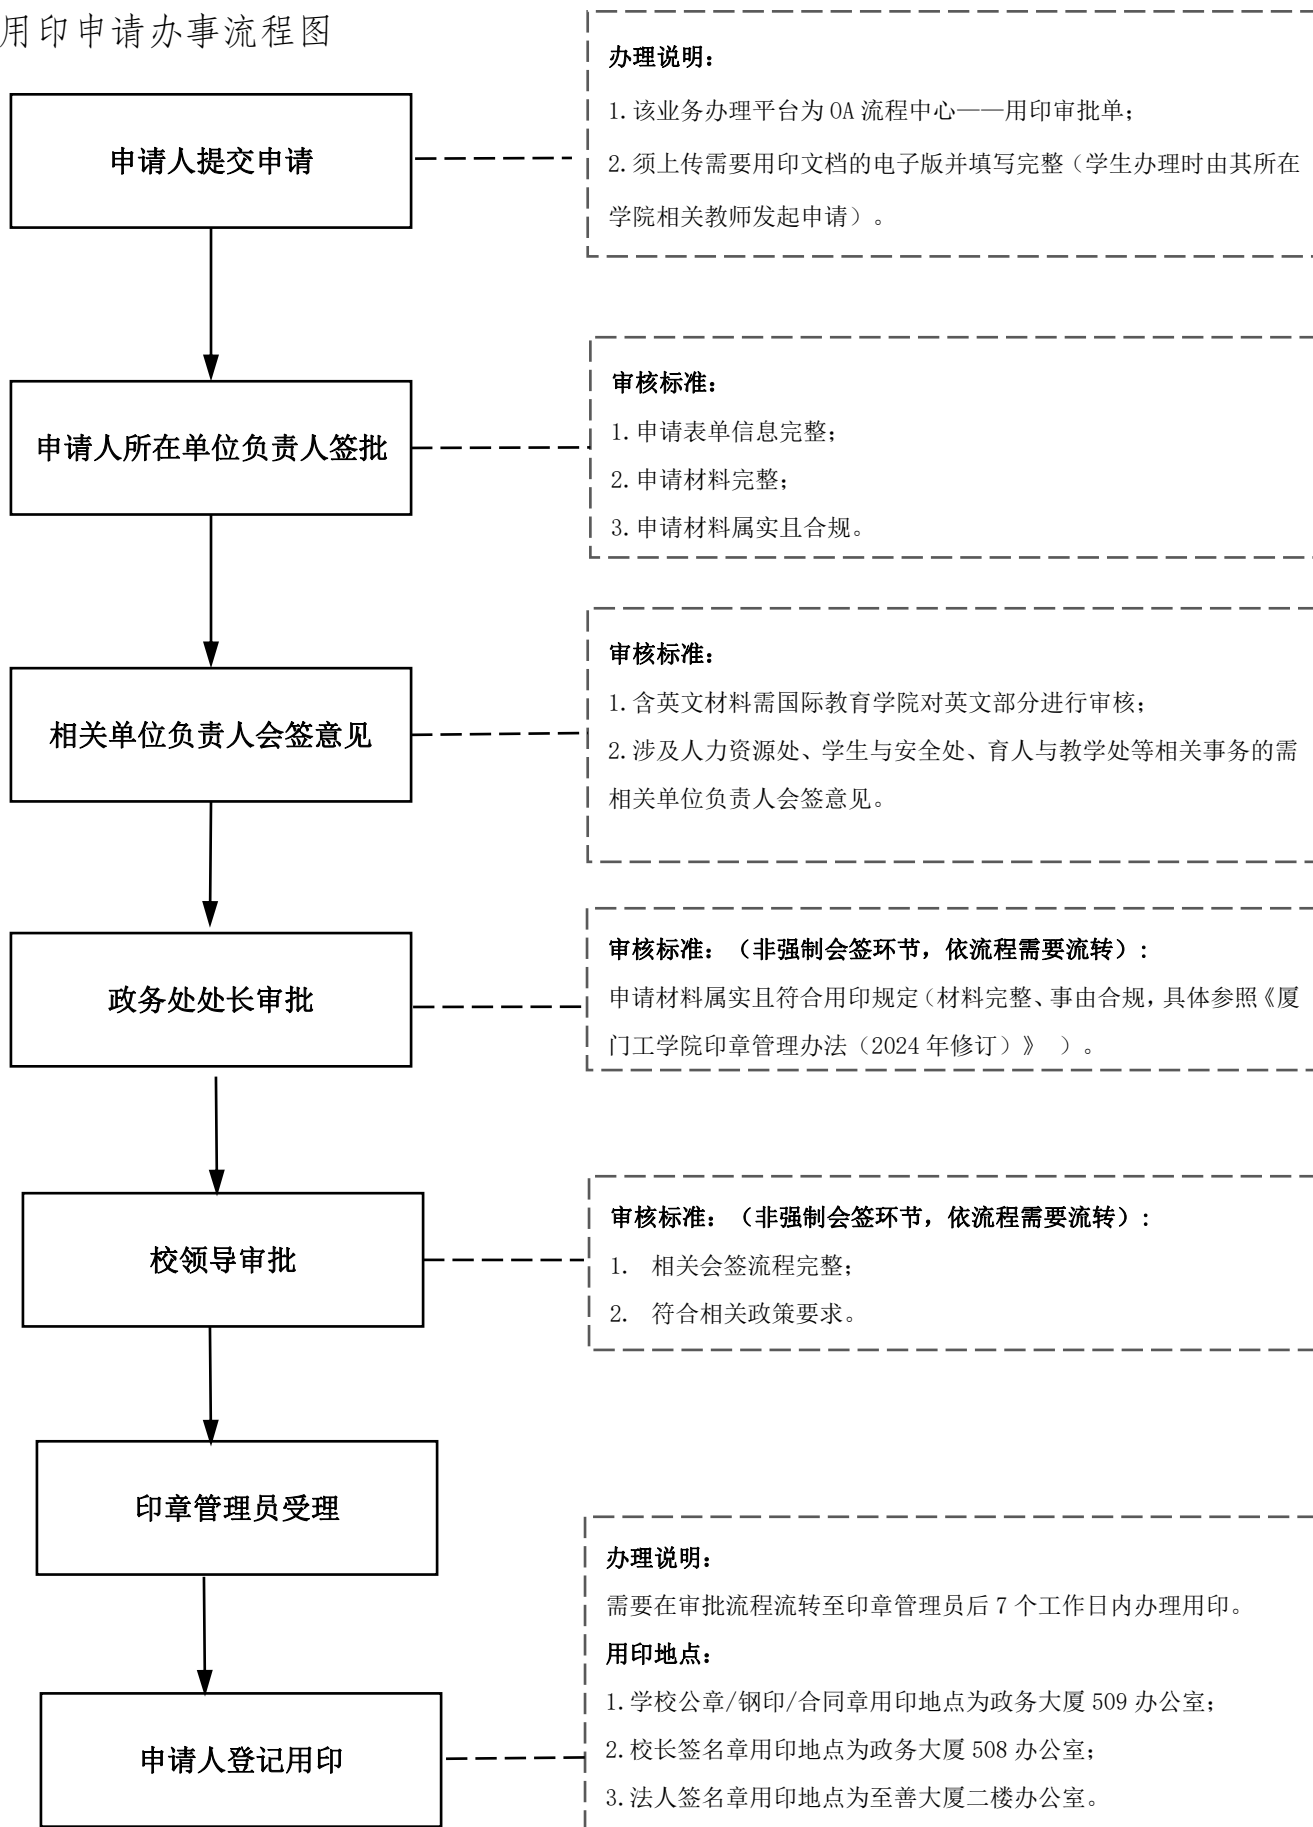 用印申请办事流程图
申请人提交申请
办理说明：
1.该业务办理平台为 OA 流程中心——用印审批单；
2.须上传需要用印文档的电子版并填写完整（学生办理时由其所在
学院相关教师发起申请）。
申请人所在单位负责人签批
审核标准：
1.申请表单信息完整；
2.申请材料完整；
3.申请材料属实且合规。
相关单位负责人会签意见
审核标准：
1.含英文材料需国际教育学院对英文部分进行审核；
2.涉及人力资源处、学生与安全处、育人与教学处等相关事务的需
相关单位负责人会签意见。
政务处处长审批
审核标准：（非强制会签环节，依流程需要流转）:
申请材料属实且符合用印规定（材料完整、事由合规，具体参照《厦
门工学院印章管理办法（2024 年修订）》 ）。
校领导审批
审核标准：（非强制会签环节，依流程需要流转）:
1. 相关会签流程完整；
2. 符合相关政策要求。
印章管理员受理
申请人登记用印
办理说明：
需要在审批流程流转至印章管理员后 7 个工作日内办理用印。
用印地点：
1.学校公章/钢印/合同章用印地点为政务大厦 509 办公室；
2.校长签名章用印地点为政务大厦 508 办公室；
3.法人签名章用印地点为至善大厦二楼办公室。